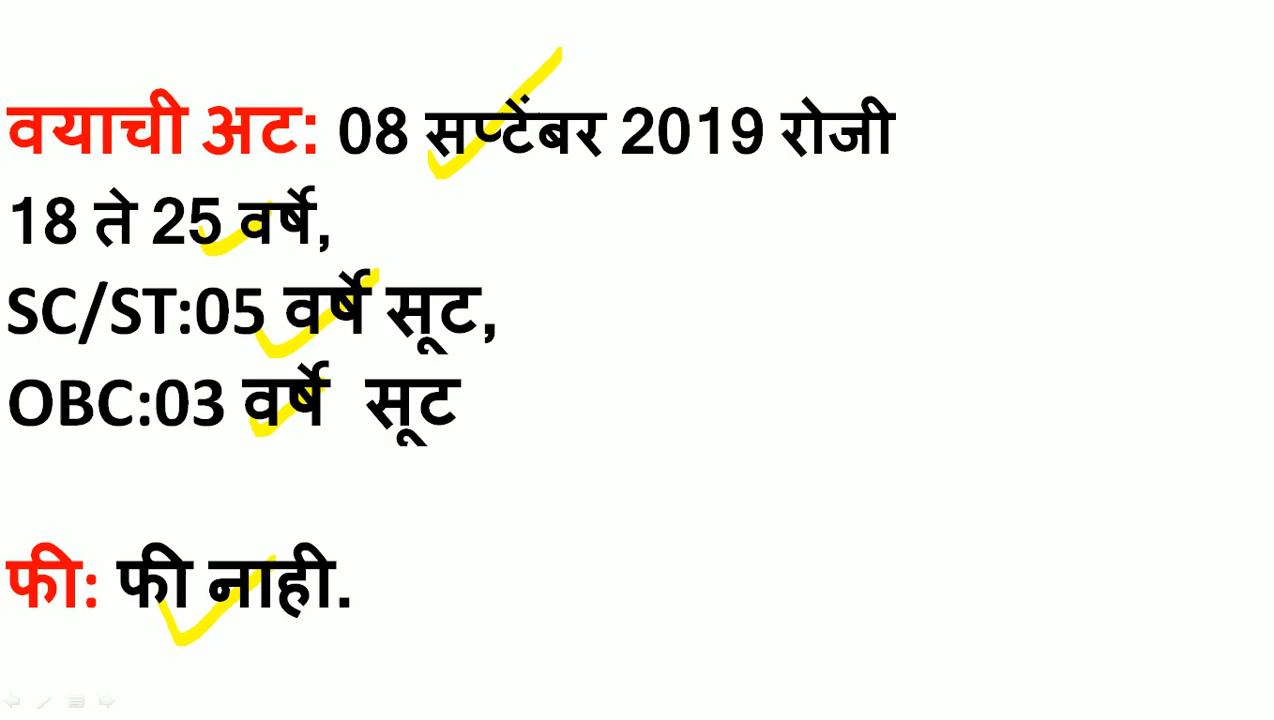 वयाची अट: 08 सप्टेंबर 2019 रोजी
18 ते 25 वर्षे,
SC/ST:05 वर्षे सूट,
OBC:03 वर्षे सूट
फी: फी नाही.